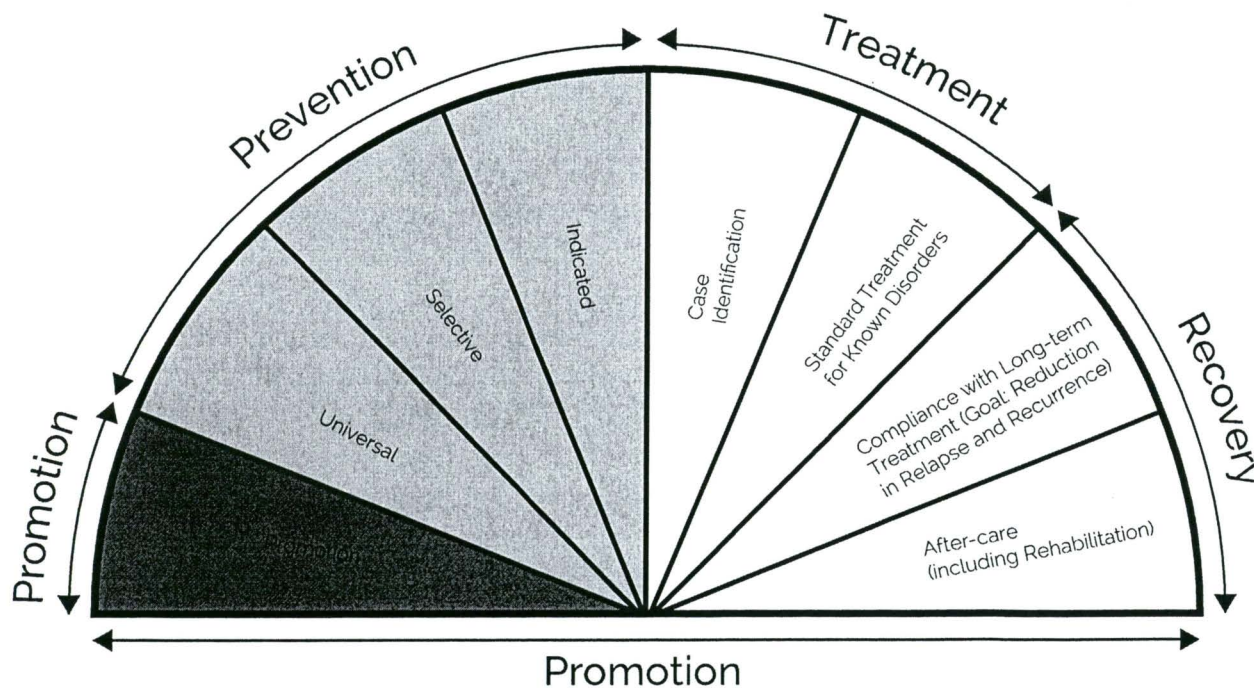 Promotion
Prevention
Treatment
Recovery
Promotion
Universal
Selective
Indicated
Case
Identification
Standard Treatment
for Known Disorders
Compliance with Long-term
Treatment (Goal: Reduction
in Relapse and Recurrence)
After-care
(including Rehabilitation)
Promotion